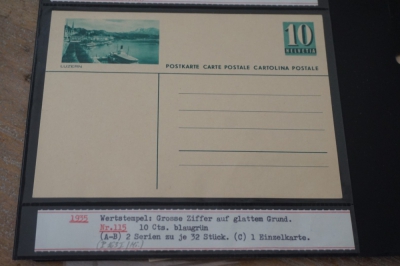 10
HELVETIA
LUZERN
POSTKARTE CARTE POSTALE CARTOLINA POSTALE
1935 Wertstempel: Grosse Ziffer auf glattem Grund.
Nr.115 10 Cts. blaugrün
(A-B) 2 Serien zu je 32 Stück. (C) 1 Einzelkarte.